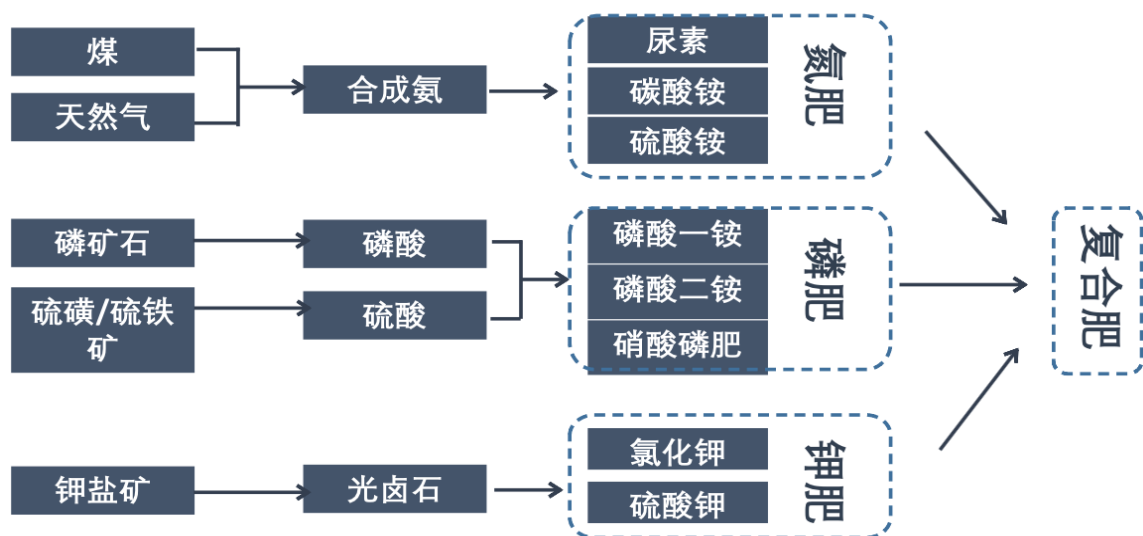 煤
天然气
合成氨
尿素
碳酸铵
硫酸铵
氮肥
磷矿石
硫磺/硫铁
矿
磷酸
硫酸
磷酸一铵
磷酸二铵
硝酸磷肥
磷肥
钾盐矿
光卤石
氯化钾
硫酸钾
钾肥
复合肥